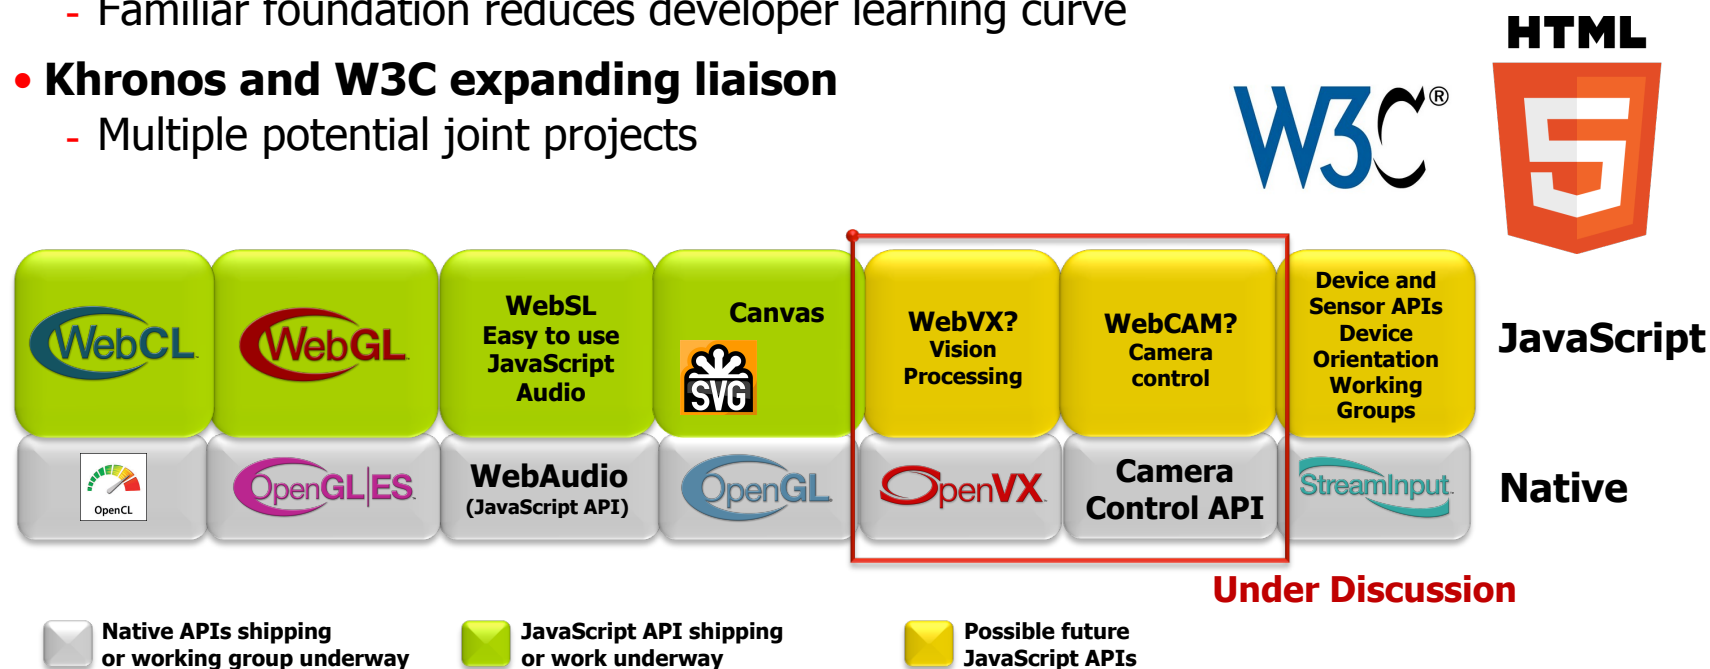 - Familiar foundation reduces developer learning curve
• Khronos and W3C expanding liaison
- Multiple potential joint projects
W3C®
HTML
5
WebCL
WebGL
WebSL
Easy to use
JavaScript
Audio
Canvas
SVG
WebVX?
Vision
Processing
WebCAM?
Camera
control
Device and
Sensor APIs
Device
Orientation
Working
Groups
JavaScript
OpenCL
OpenGL|ES
WebAudio
(JavaScript API)
OpenGL
OpenVX
Camera
Control API
StreamInput
Native
Under Discussion
Native APIs shipping
or working group underway
JavaScript API shipping
or work underway
Possible future
JavaScript APIs